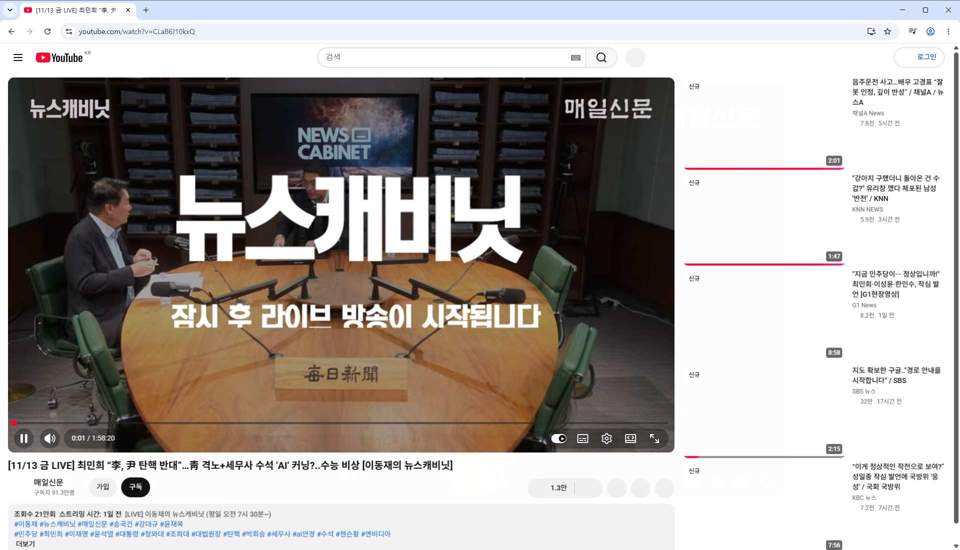 [11/13 금 LIVE] 최민희 "李, 尹
youtube.com/watch?v=CLa86J10kxQ
YouTube KR
검색
로그인
뉴스캐비닛
매일신문
NEWS
CABINET
뉴스캐비닛
잠시 후 라이브 방송이 시작됩니다
每日新聞
0:01 / 1:58:20
[11/13 금 LIVE] 최민희 "李, 尹 탄핵 반대"...靑 격노+세무사 수석 'AI' 커닝?..수능 비상 [이동재의 뉴스캐비닛]
매일신문
구독자 91.3만명
가입
구독
1.3만
조회수 21만회 스트리밍 시간: 1일 전 [LIVE] 이동재의 뉴스캐비닛 (평일 오전 7시 30분~)
#이동재 #뉴스캐비닛 #매일신문 #송국건 #강대규 #윤재복
#민주당 #최민희 #이재명 #윤석열 #대통령 #청와대 #조희대 #대법원장 #탄핵 #박희승 #세무사 #ai안경 #수석 #젠슨황 #엔비디아
더보기
신규
2:01
음주운전 사고...배우 고경표 "잘
못 인정, 깊이 반성" / 채널A / 뉴
스A
채널A News
7.8천 5시간 전
신규
1:47
"강아지 구했더니 돌아온 건 수
갑?" 유리창 깼다 체포된 남성
'반전' / KNN
KNN NEWS
5.9천 3시간 전
신규
8:58
"지금 민주당이… 정상입니까!"
최민희·이성윤·한민수, 작심 발
언 [G1현장영상]
G1 News
8.3천 1일 전
신규
2:15
지도 확보한 구글.."경로 안내를
시작합니다" / SBS
SBS 뉴스
32만 17시간 전
신규
7:56
"이게 정상적인 작전으로 보여?"
성일종 작심 발언에 국방위 '웅
성' / 국회 국방위
KBC 뉴스
7.2천 7시간 전